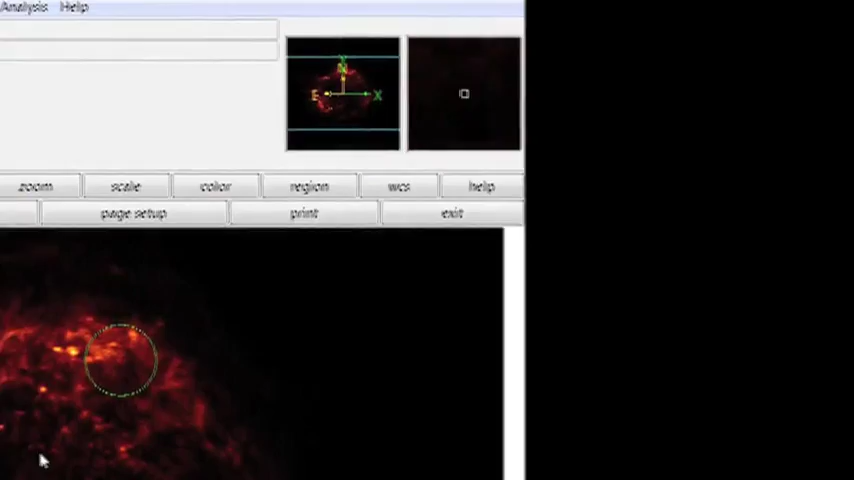 Analysis Help
N
E X
zoom scale color region wcs help
page setup print exit